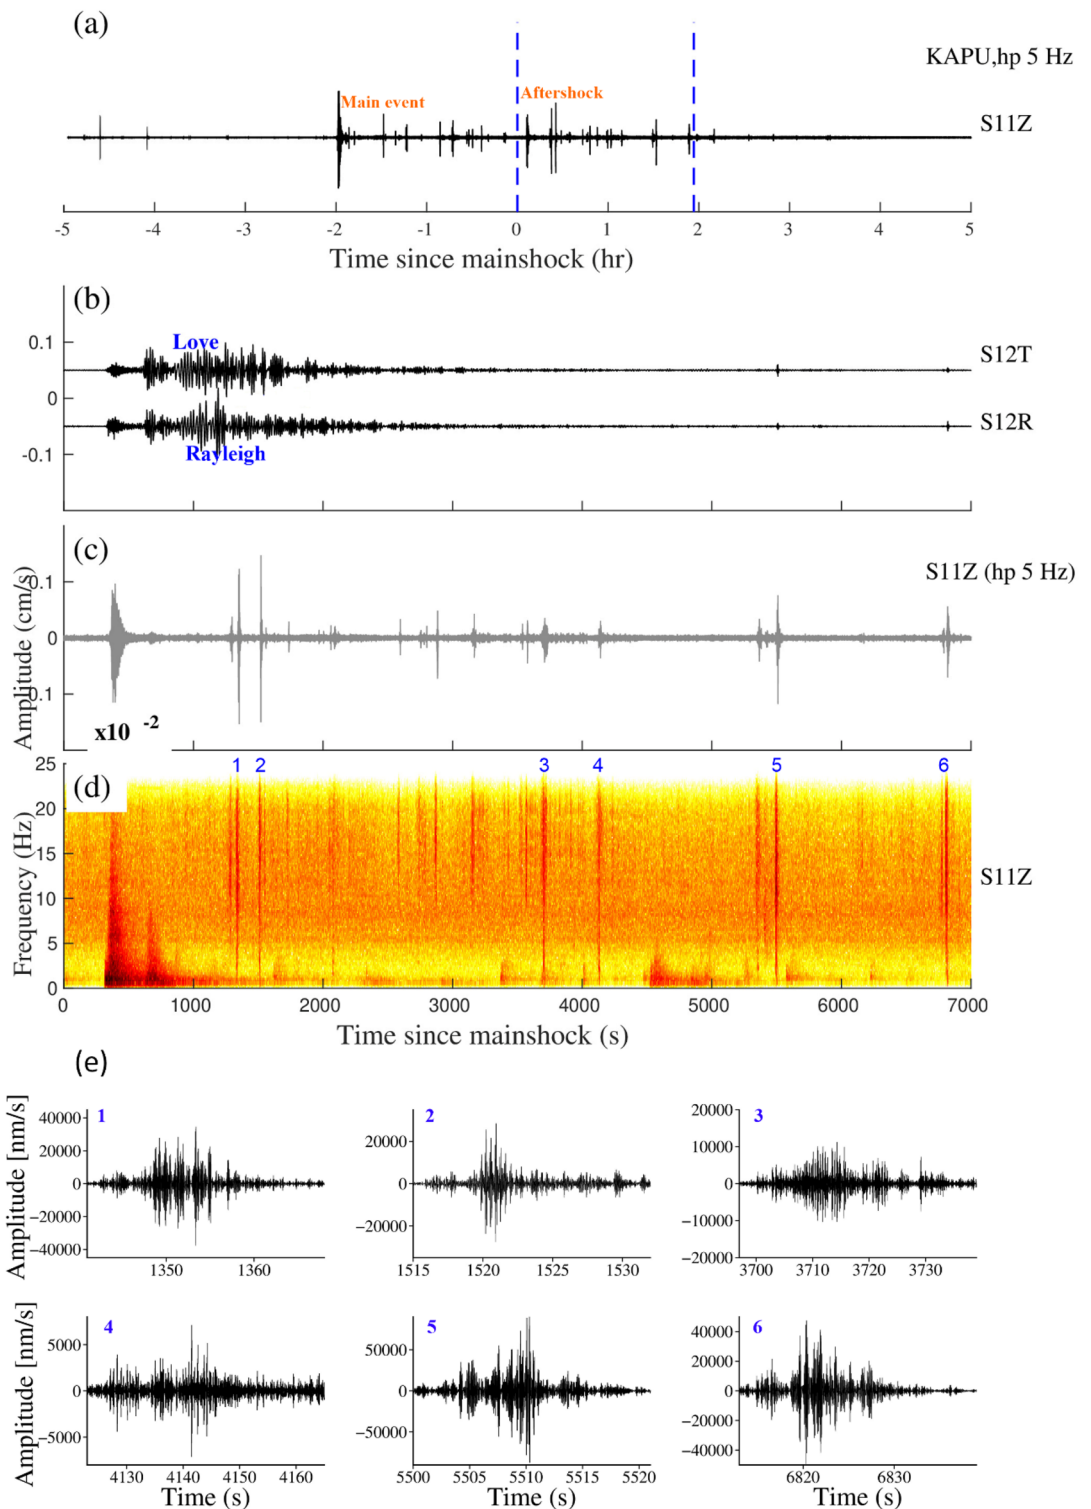 (a)
KAPU,hp 5 Hz
Main event
Aftershock
S11Z
-5 -4 -3 -2 -1 0 1 2 3 4 5
Time since mainshock (hr)
(b)
0.1
Love
S12T
0
S12R
-0.1
Rayleigh
(c)
S11Z (hp 5 Hz)
0.1
0
0.1
Amplitude (cm/s)
x10 -2
25
1 2 3 4 5 6
(d)
20
15
10
5
0
Frequency (Hz)
S11Z
0 1000 2000 3000 4000 5000 6000 7000
Time since mainshock (s)
(e)
1
40000
20000
0
−20000
−40000
Amplitude [nm/s]
1350 1360
2
20000
0
−20000
1515 1520 1525 1530
3
20000
10000
0
−10000
−20000
3700 3710 3720 3730
4
5000
0
−5000
Amplitude [nm/s]
4130 4140 4150 4160
Time (s)
5
50000
0
−50000
5500 5505 5510 5515 5520
Time (s)
6
40000
20000
0
−20000
−40000
6820 6830
Time (s)